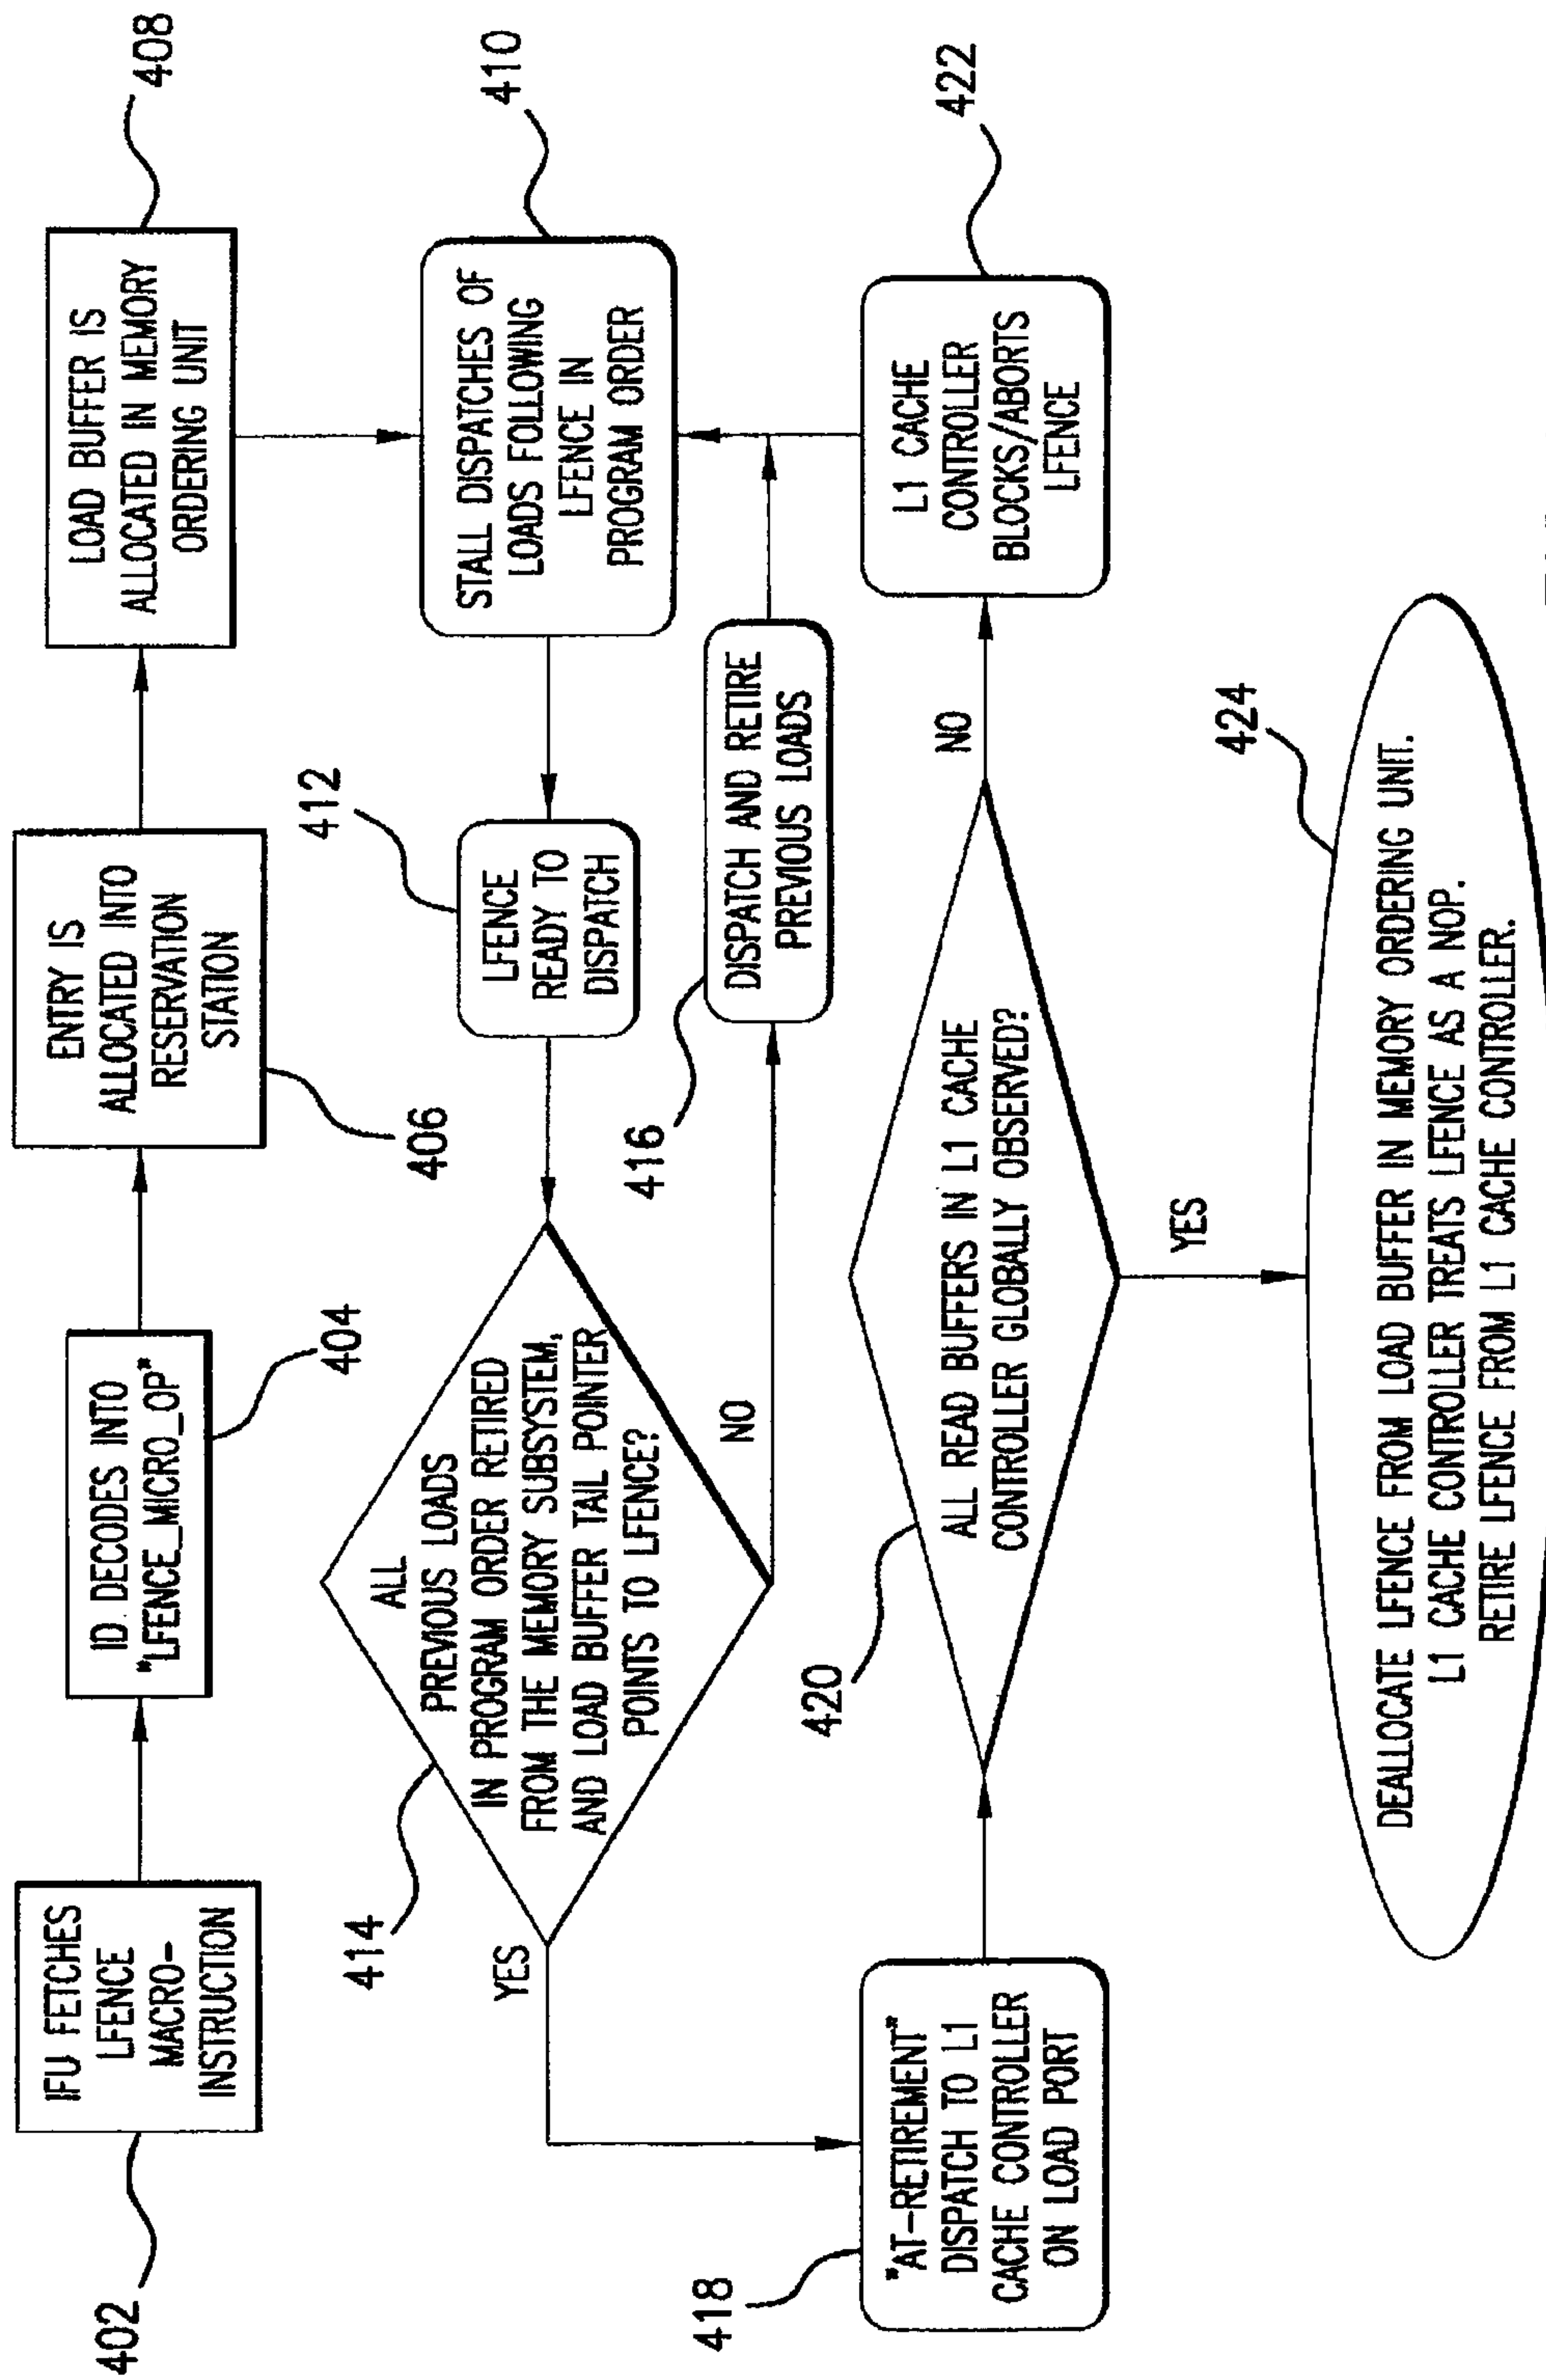 402
IFU FETCHES
LFENCE
MACRO-
INSTRUCTION
ID DECODES INTO
"LFENCE_MICRO_OP"
404
ENTRY IS
ALLOCATED INTO
RESERVATION
STATION
406
LOAD BUFFER IS
ALLOCATED IN MEMORY
ORDERING UNIT
408
STALL DISPATCHES OF
LOADS FOLLOWING
LFENCE IN
PROGRAM ORDER
410
412
LFENCE
READY TO
DISPATCH
414
ALL
PREVIOUS LOADS
IN PROGRAM ORDER RETIRED
FROM THE MEMORY SUBSYSTEM,
AND LOAD BUFFER TAIL POINTER
POINTS TO LFENCE?
YES
NO
416
DISPATCH AND RETIRE
PREVIOUS LOADS
418
"AT-RETIREMENT"
DISPATCH TO L1
CACHE CONTROLLER
ON LOAD PORT
420
ALL READ BUFFERS IN L1 CACHE
CONTROLLER GLOBALLY OBSERVED?
NO
YES
L1 CACHE
CONTROLLER
BLOCKS/ABORTS
LFENCE
422
424
DEALLOCATE LFENCE FROM LOAD BUFFER IN MEMORY ORDERING UNIT.
L1 CACHE CONTROLLER TREATS LFENCE AS A NOP.
RETIRE LFENCE FROM L1 CACHE CONTROLLER.